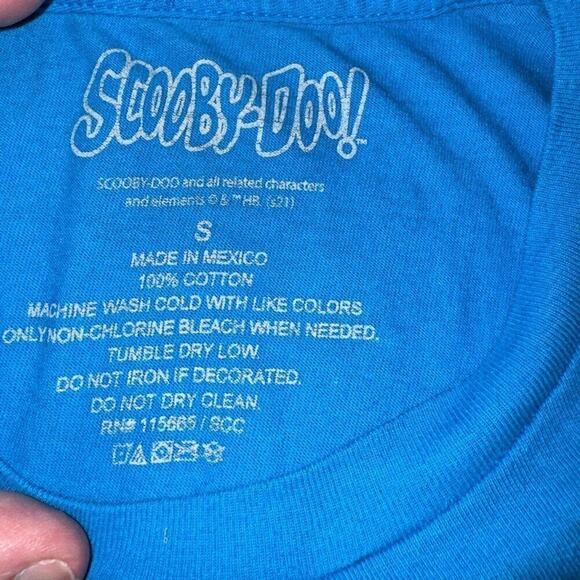 SCOOBY-DOO!™
SCOOBY-DOO and all related characters
and elements © & ™ HB. (s21)
S
MADE IN MEXICO
100% COTTON
MACHINE WASH COLD WITH LIKE COLORS
ONLY NON-CHLORINE BLEACH WHEN NEEDED.
TUMBLE DRY LOW.
DO NOT IRON IF DECORATED.
DO NOT DRY CLEAN.
RN# 115665 / SCC